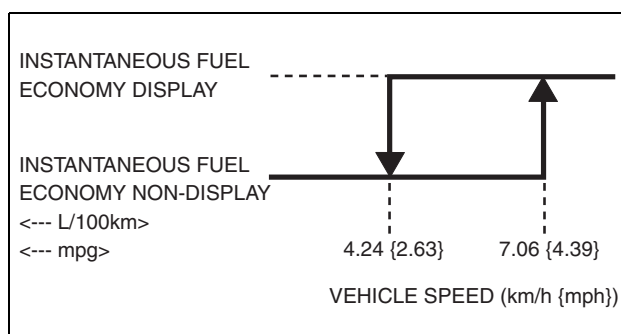 INSTANTANEOUS FUEL
ECONOMY DISPLAY
INSTANTANEOUS FUEL
ECONOMY NON-DISPLAY
<--- L/100km>
<--- mpg>
4.24 {2.63} 7.06 {4.39}
VEHICLE SPEED (km/h {mph})